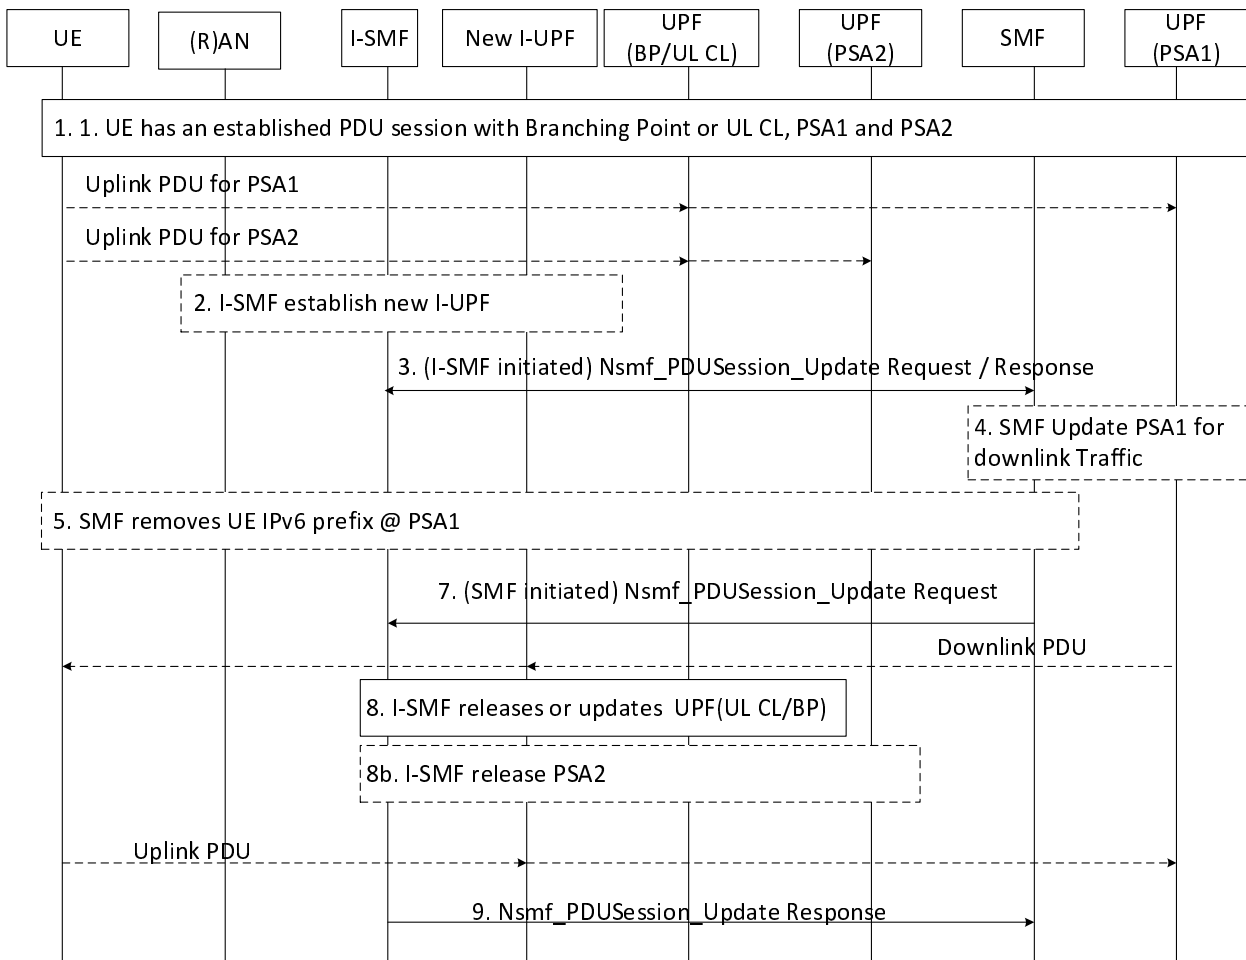 UE
(R)AN
I-SMF
New I-UPF
UPF
(BP/UL CL)
UPF
(PSA2)
SMF
UPF
(PSA1)
1. 1. UE has an established PDU session with Branching Point or UL CL, PSA1 and PSA2
Uplink PDU for PSA1
Uplink PDU for PSA2
2. I-SMF establish new I-UPF
3. (I-SMF initiated) Nsmf_PDUSession_Update Request / Response
4. SMF Update PSA1 for
downlink Traffic
5. SMF removes UE IPv6 prefix @ PSA1
7. (SMF initiated) Nsmf_PDUSession_Update Request
Downlink PDU
8. I-SMF releases or updates UPF(UL CL/BP)
8b. I-SMF release PSA2
Uplink PDU
9. Nsmf_PDUSession_Update Response